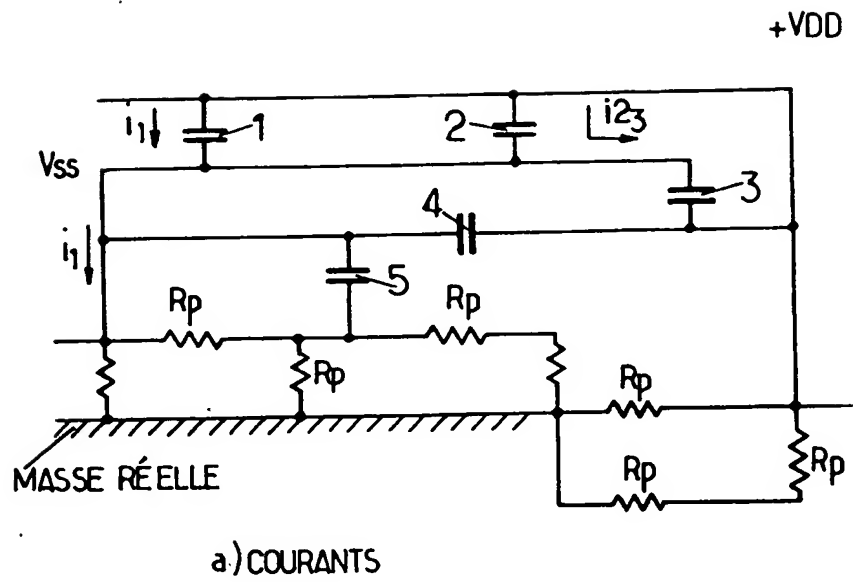 +VDD
i1 1 2 i23
VSS
3
4
i1
5
Rp Rp
Rp Rp
MASSE RÉELLE Rp Rp
a) COURANTS